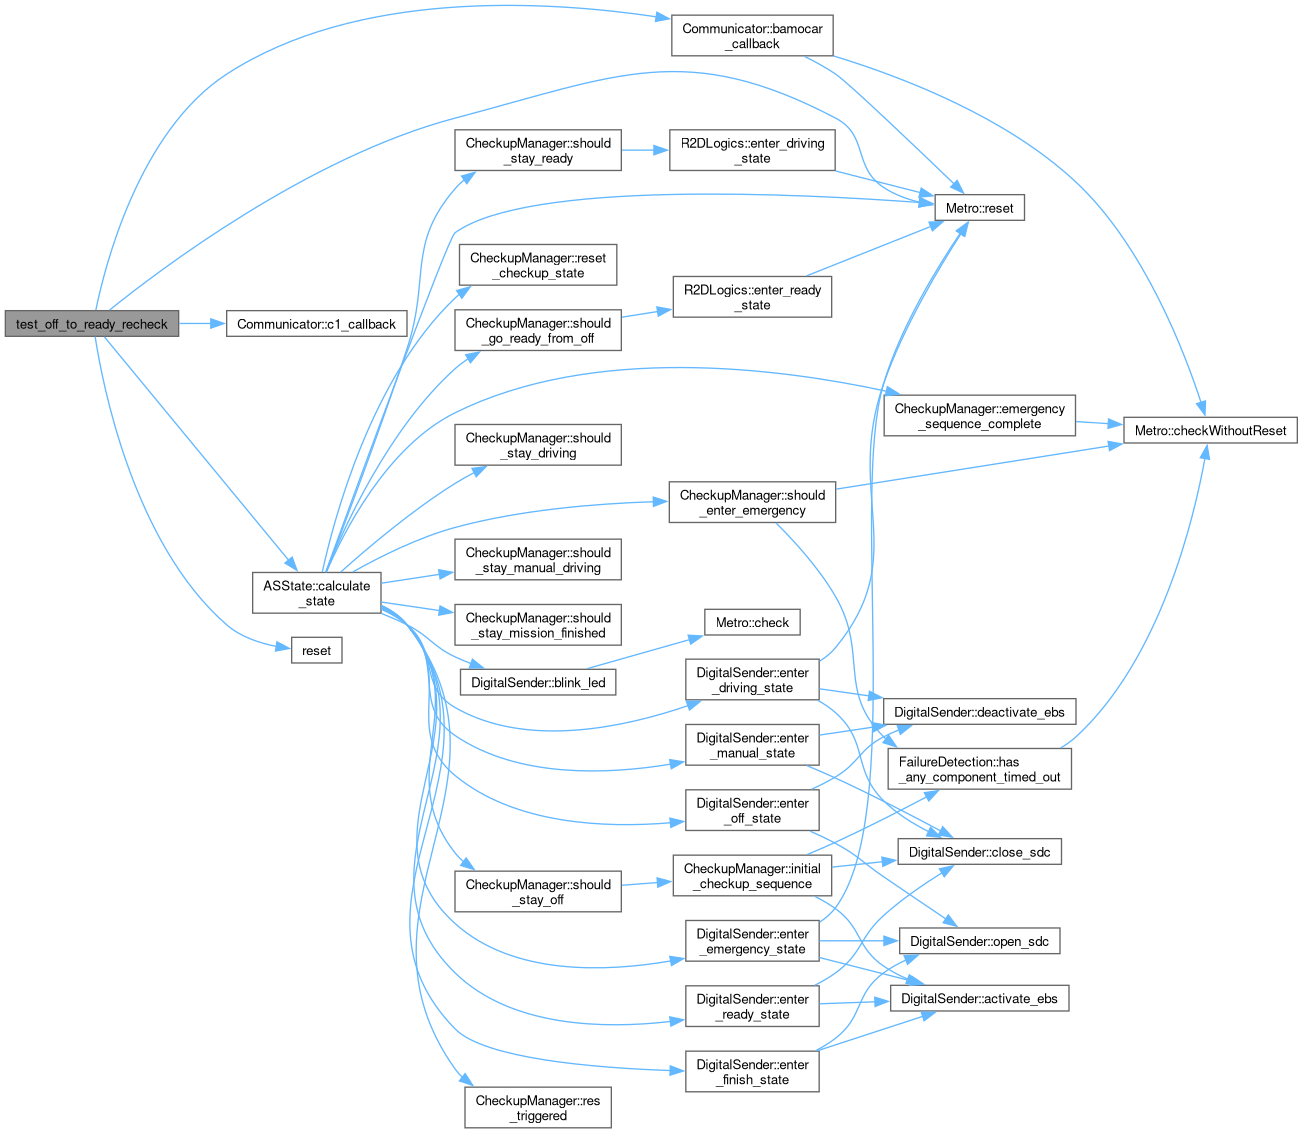 Communicator::bamocar
_callback
CheckupManager::should
_stay_ready
R2DLogics::enter_driving
_state
Metro::reset
CheckupManager::reset
_checkup_state
R2DLogics::enter_ready
_state
test_off_to_ready_recheck
Communicator::c1_callback
CheckupManager::should
_go_ready_from_off
CheckupManager::emergency
_sequence_complete
Metro::checkWithoutReset
CheckupManager::should
_stay_driving
CheckupManager::should
_enter_emergency
CheckupManager::should
_stay_manual_driving
ASState::calculate
_state
CheckupManager::should
_stay_mission_finished
Metro::check
reset
DigitalSender::blink_led
DigitalSender::enter
_driving_state
DigitalSender::deactivate_ebs
DigitalSender::enter
_manual_state
FailureDetection::has
_any_component_timed_out
DigitalSender::enter
_off_state
DigitalSender::close_sdc
CheckupManager::should
_stay_off
CheckupManager::initial
_checkup_sequence
DigitalSender::enter
_emergency_state
DigitalSender::open_sdc
DigitalSender::enter
_ready_state
DigitalSender::activate_ebs
DigitalSender::enter
_finish_state
CheckupManager::res
_triggered